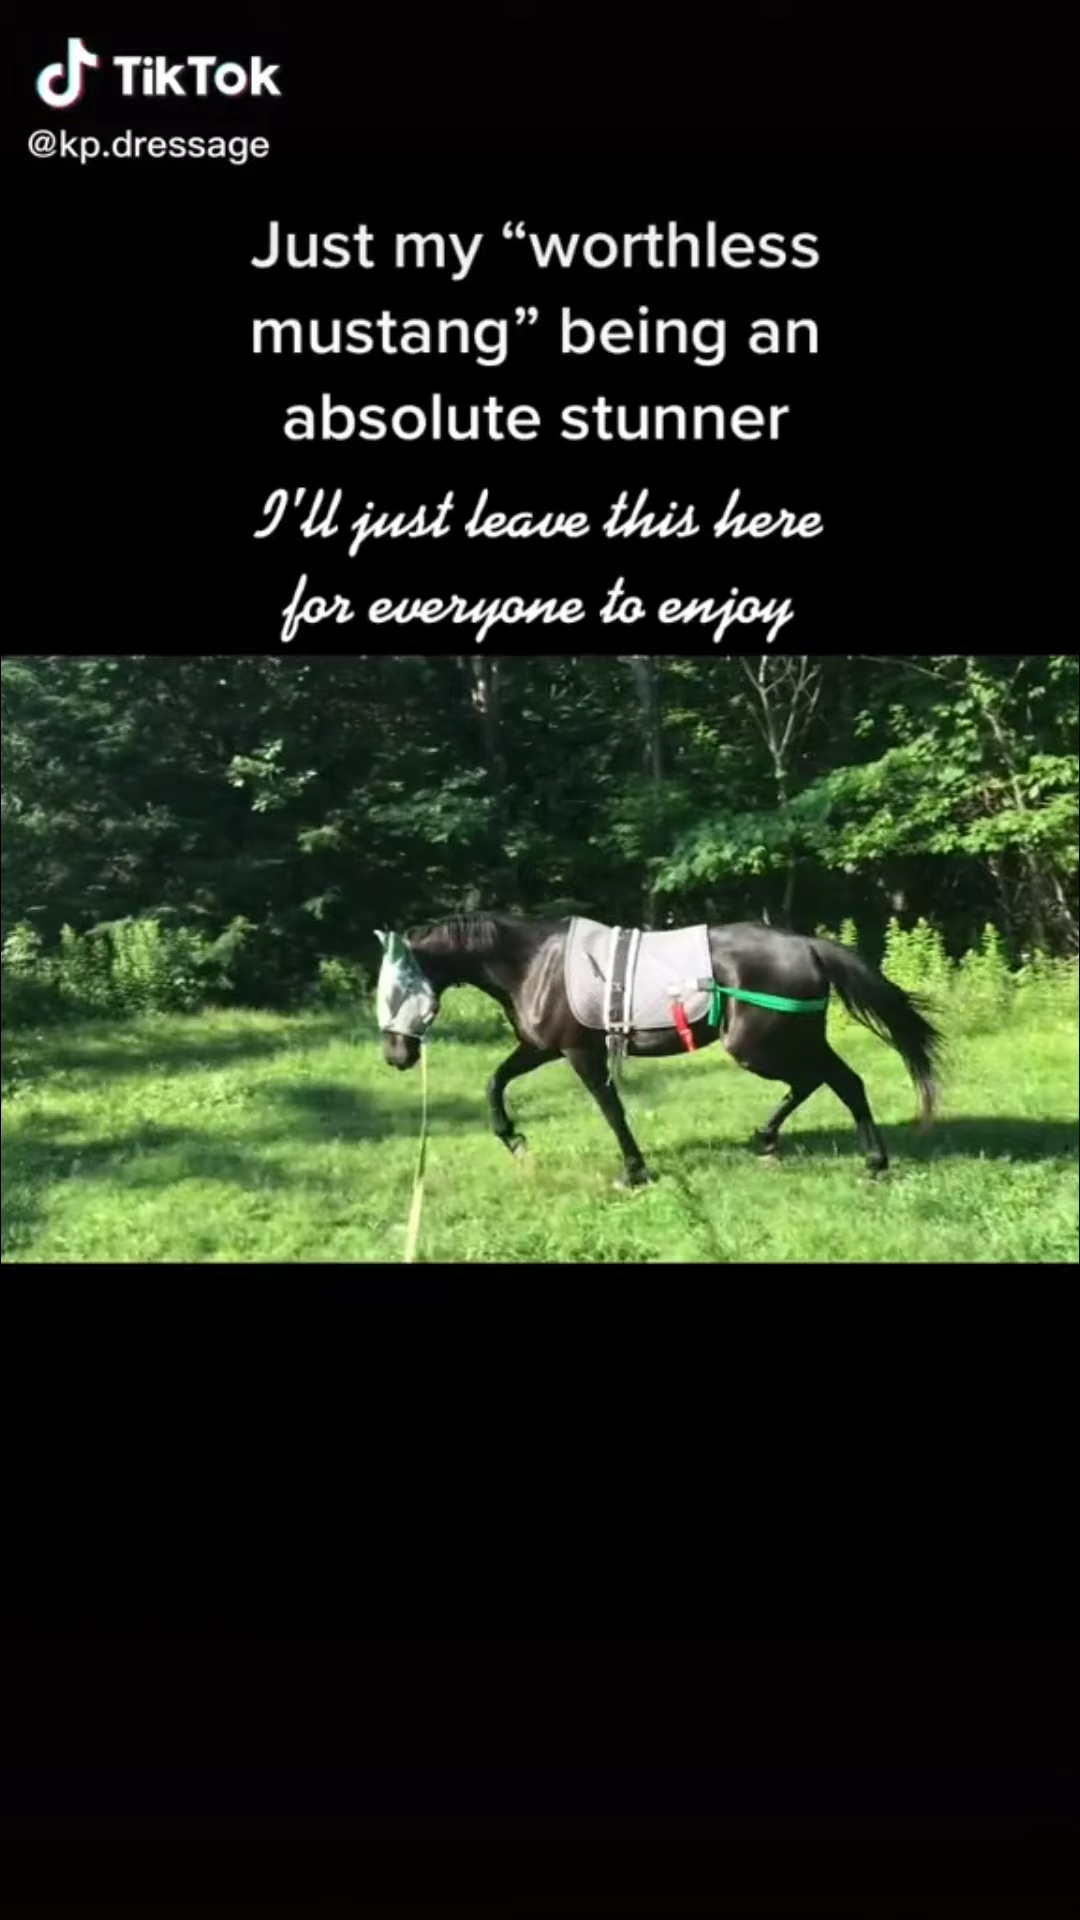 TikTok
@kp.dressage
Just my “worthless
mustang” being an
absolute stunner
I'll just leave this here
for everyone to enjoy